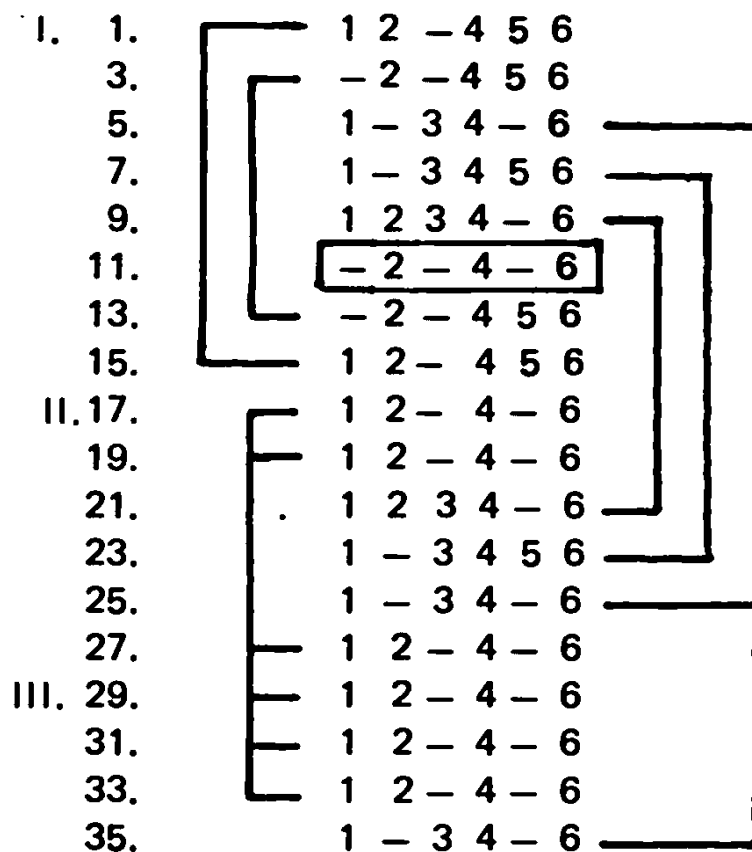 I. 1. 1 2 – 4 5 6
3. – 2 – 4 5 6
5. 1 – 3 4 – 6
7. 1 – 3 4 5 6
9. 1 2 3 4 – 6
11. – 2 – 4 – 6
13. – 2 – 4 5 6
15. 1 2 – 4 5 6
II. 17. 1 2 – 4 – 6
19. 1 2 – 4 – 6
21. 1 2 3 4 – 6
23. 1 – 3 4 5 6
25. 1 – 3 4 – 6
27. 1 2 – 4 – 6
III. 29. 1 2 – 4 – 6
31. 1 2 – 4 – 6
33. 1 2 – 4 – 6
35. 1 – 3 4 – 6